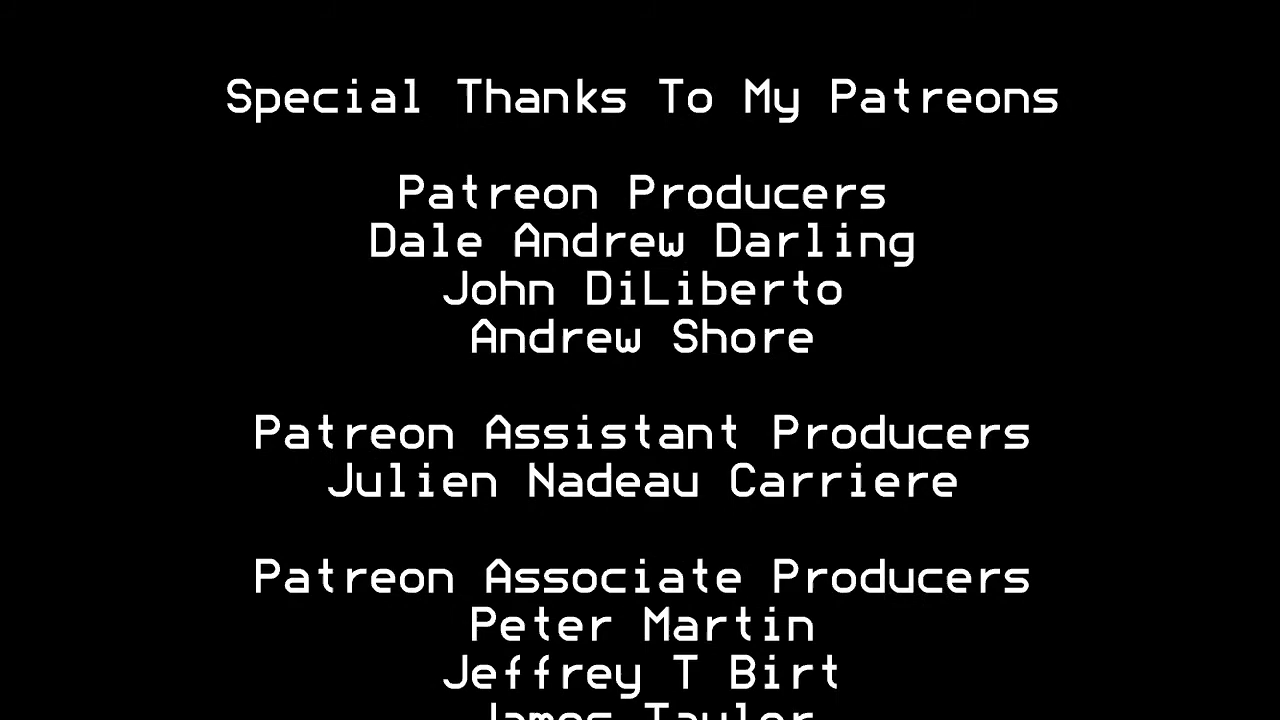 Special Thanks To My Patreons
Patreon Producers
Dale Andrew Darling
John DiLiberto
Andrew Shore
Patreon Assistant Producers
Julien Nadeau Carriere
Patreon Associate Producers
Peter Martin
Jeffrey T Birt
James Taylor